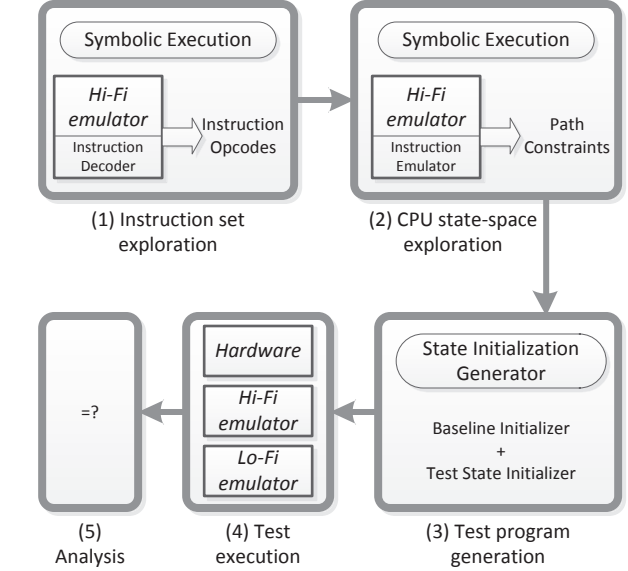 Symbolic Execution
Hi-Fi
emulator
Instruction
Decoder
Instruction
Opcodes
(1) Instruction set
exploration
Symbolic Execution
Hi-Fi
emulator
Instruction
Emulator
Path
Constraints
(2) CPU state-space
exploration
State Initialization
Generator
Baseline Initializer
+
Test State Initializer
(3) Test program
generation
Hardware
Hi-Fi
emulator
Lo-Fi
emulator
(4) Test
execution
=?
(5)
Analysis